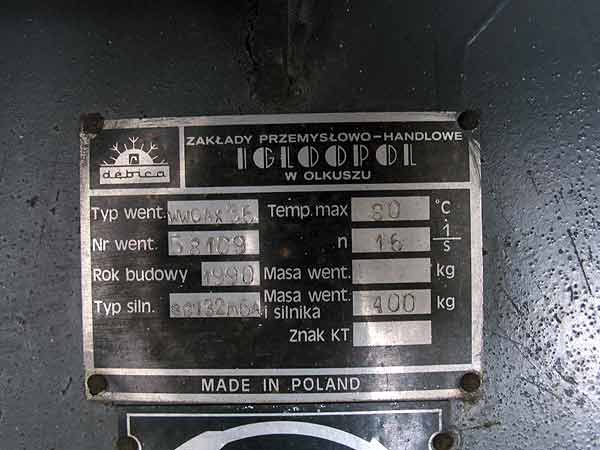 ZAKŁADY PRZEMYSŁOWO-HANDLOWE
IGLOOPOL
W OLKUSZU
dębica
Typ went. Temp. max 80 °C
Nr went. 58109 n 16 1/s
Rok budowy 1990 Masa went. kg
Typ siln. Masa went. i silnika 400 kg
Znak KT
MADE IN POLAND